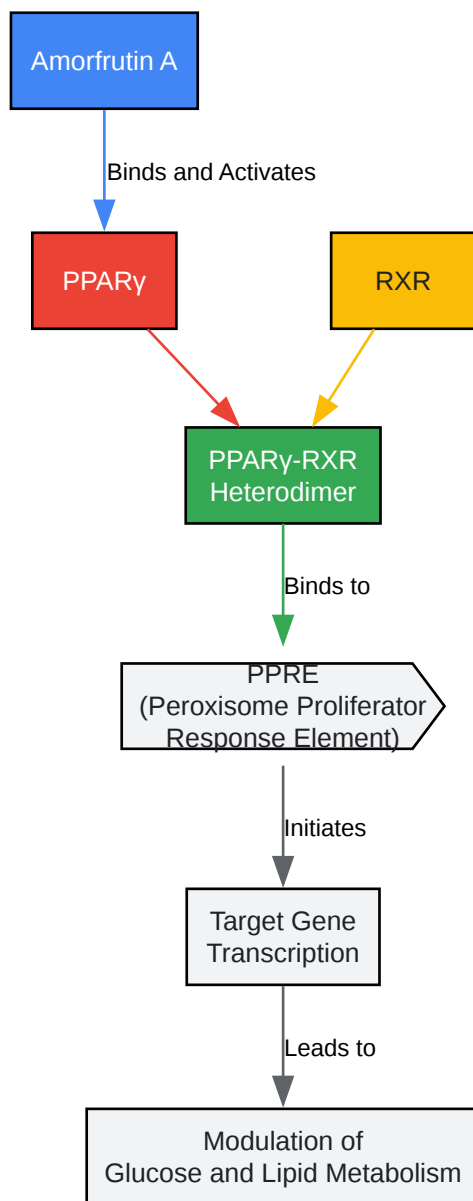 Amorfrutin A
Binds and Activates
PPARγ
RXR
PPARγ-RXR
Heterodimer
Binds to
PPRE
(Peroxisome Proliferator
Response Element)
Initiates
Target Gene
Transcription
Leads to
Modulation of
Glucose and Lipid Metabolism